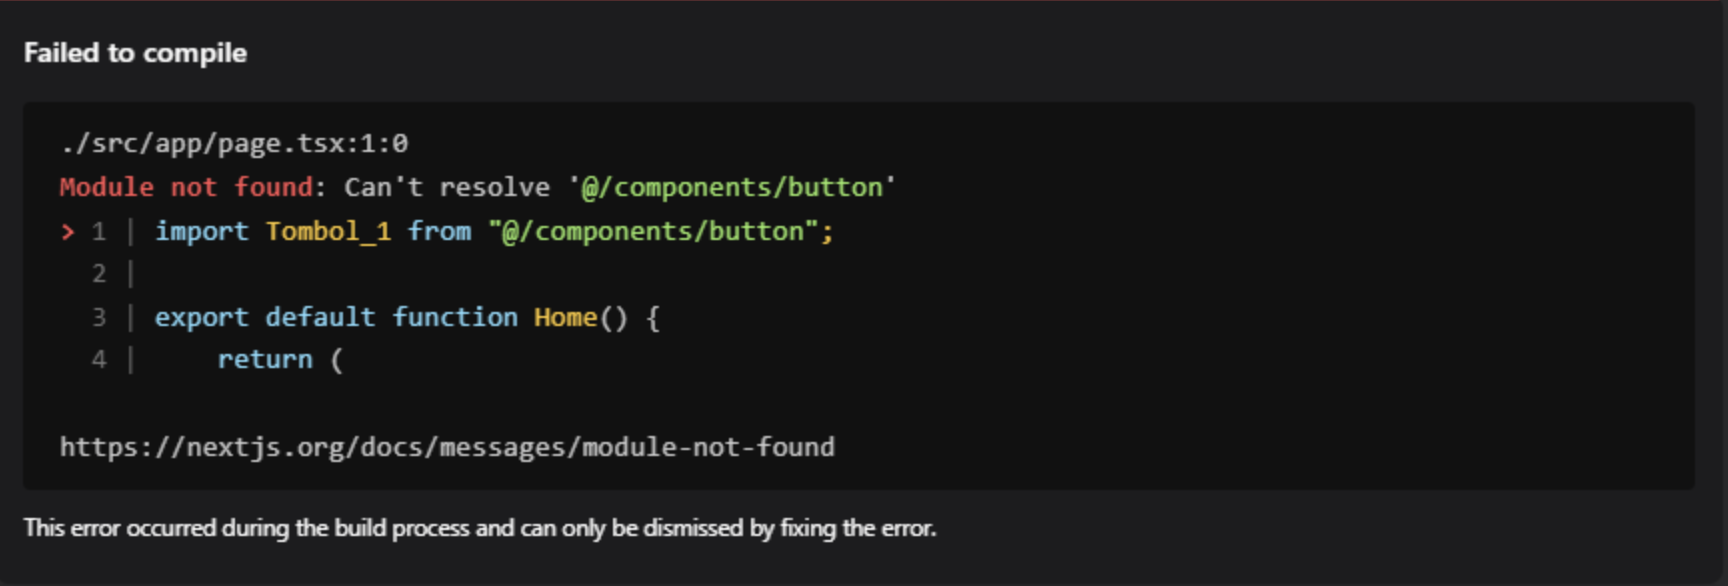 Failed to compile
./src/app/page.tsx:1:0
Module not found: Can't resolve '@/components/button'
> 1 | import Tombol_1 from "@/components/button";
2 |
3 | export default function Home() {
4 |     return (
https://nextjs.org/docs/messages/module-not-found
This error occurred during the build process and can only be dismissed by fixing the error.